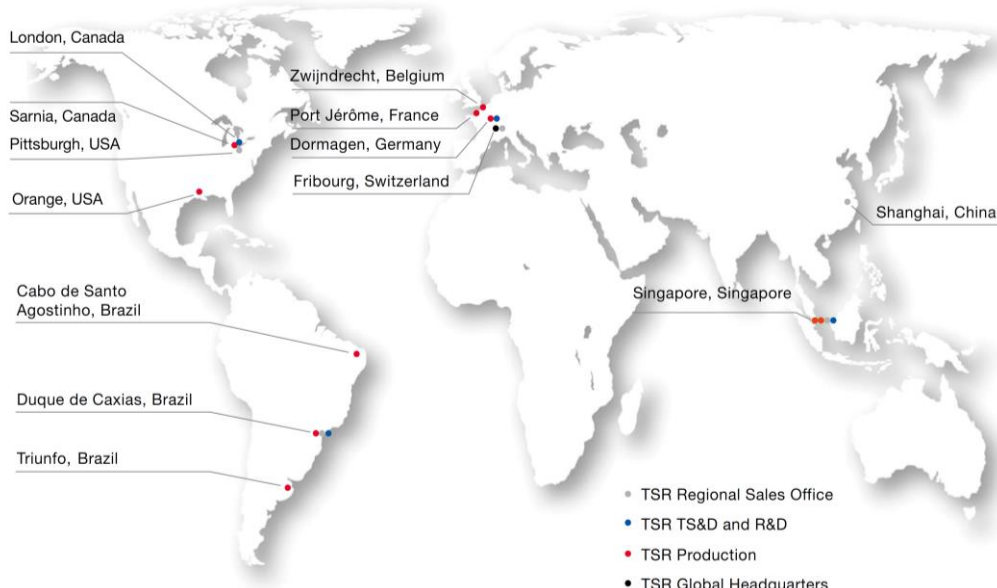 London, Canada
Sarnia, Canada
Pittsburgh, USA
Orange, USA
Cabo de Santo
Agostinho, Brazil
Duque de Caxias, Brazil
Triunfo, Brazil
Zwijndrecht, Belgium
Port Jérôme, France
Dormagen, Germany
Fribourg, Switzerland
Shanghai, China
Singapore, Singapore
TSR Regional Sales Office
TSR TS&D and R&D
TSR Production
TSR Global Headquarters